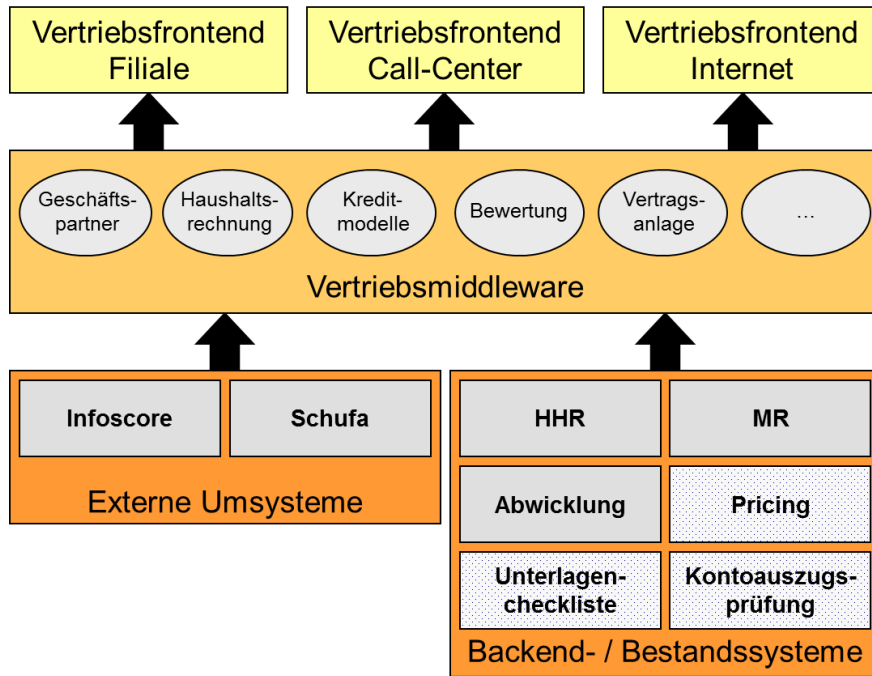 Vertriebsfrontend
Filiale
Vertriebsfrontend
Call-Center
Vertriebsfrontend
Internet
Geschäfts-
partner
Haushalts-
rechnung
Kredit-
modelle
Bewertung
Vertrags-
anlage
...
Vertriebsmiddleware
Infoscore
Schufa
Externe Umsysteme
HHR
MR
Abwicklung
Pricing
Unterlagen-
checkliste
Kontoauszugs-
prüfung
Backend- / Bestandssysteme